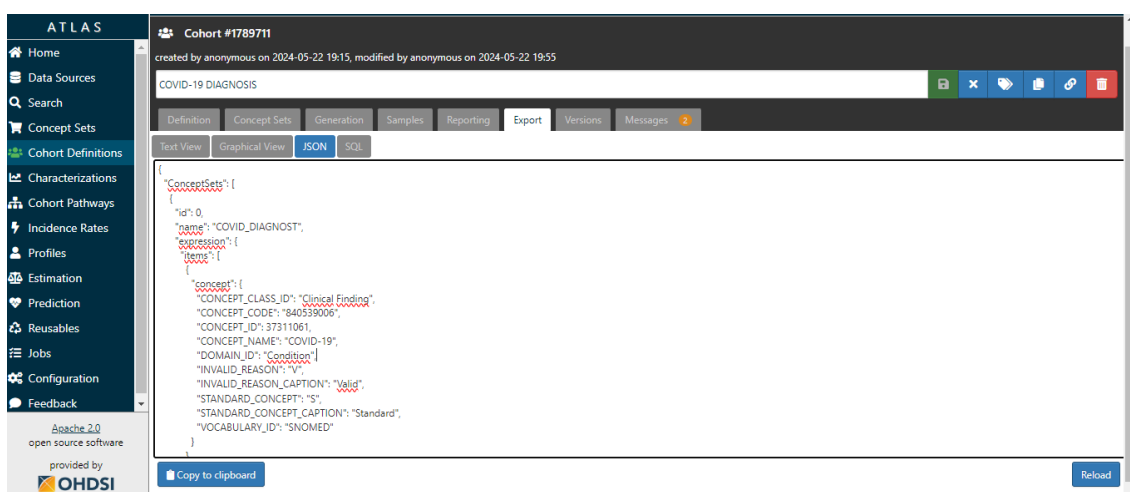 ATLAS
Home
Data Sources
Search
Concept Sets
Cohort Definitions
Characterizations
Cohort Pathways
Incidence Rates
Profiles
Estimation
Prediction
Reusables
Jobs
Configuration
Feedback
Apache 2.0
open source software
provided by
OHDSI
Cohort #1789711
created by anonymous on 2024-05-22 19:15, modified by anonymous on 2024-05-22 19:55
COVID-19 DIAGNOSIS
Definition Concept Sets Generation Samples Reporting Export Versions Messages 2
Text View Graphical View JSON SQL
{
"ConceptSets": [
{
"id": 0,
"name": "COVID_DIAGNOST",
"expression": {
"items": [
{
"concept": {
"CONCEPT_CLASS_ID": "Clinical Finding",
"CONCEPT_CODE": "840539006",
"CONCEPT_ID": 37311061,
"CONCEPT_NAME": "COVID-19",
"DOMAIN_ID": "Condition",
"INVALID_REASON": "V",
"INVALID_REASON_CAPTION": "Valid",
"STANDARD_CONCEPT": "S",
"STANDARD_CONCEPT_CAPTION": "Standard",
"VOCABULARY_ID": "SNOMED"
}
Copy to clipboard Reload